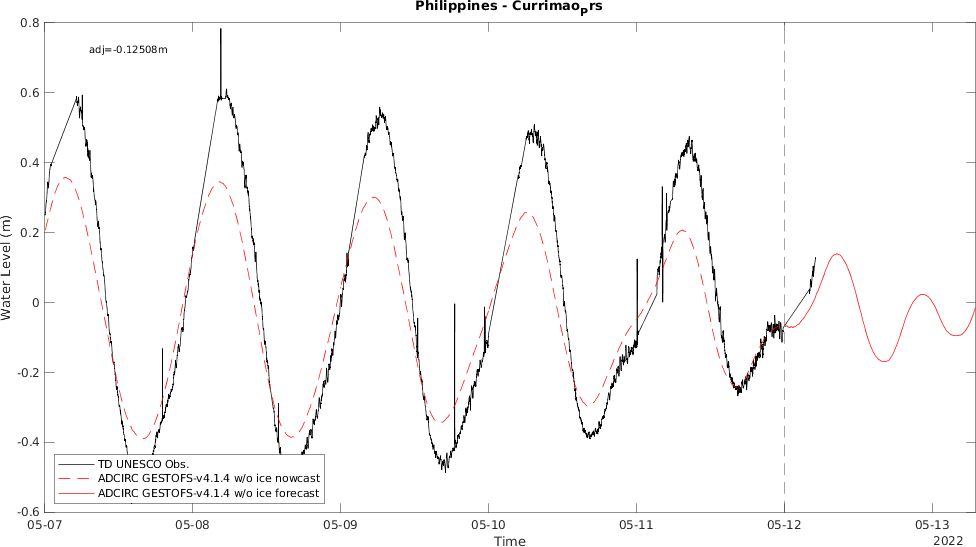 Philippines - Currimaoprs
0.8
adj=-0.12508m
0.6
0.4
0.2
0
-0.2
-0.4
-0.6
Water Level (m)
TD UNESCO Obs.
ADCIRC GESTOFS-v4.1.4 w/o ice nowcast
ADCIRC GESTOFS-v4.1.4 w/o ice forecast
05-07 05-08 05-09 05-10 05-11 05-12 05-13
Time
2022